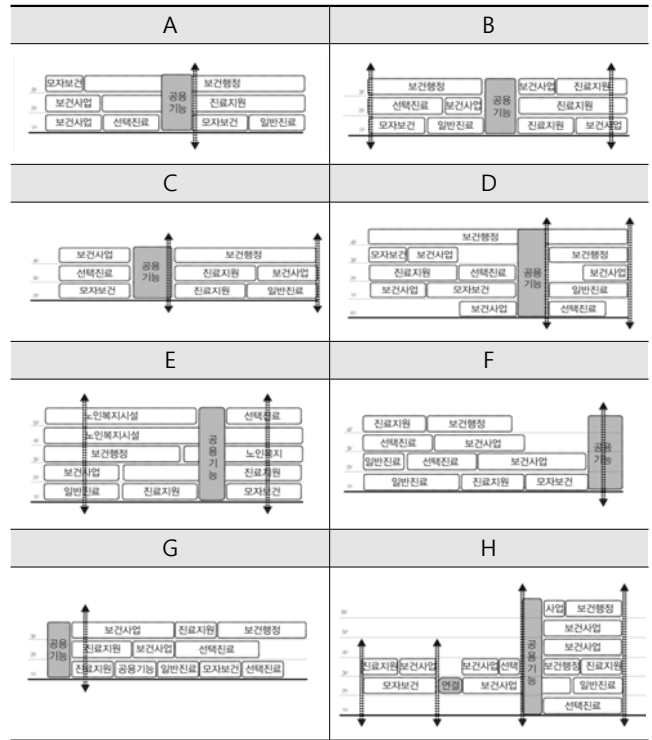 A B
모자보건 보건행정
보건사업 진료지원
보건사업 선택진료 모자보건 일반진료
공용
기능
보건행정 보건사업 진료지원
선택진료 보건사업 진료지원
모자보건 일반진료 진료지원 보건사업
공용
기능
C D
보건사업 보건행정
선택진료 진료지원 보건사업
모자보건 진료지원 일반진료
공용
기능
보건행정
모자보건 보건사업 보건행정
진료지원 선택진료 보건사업
보건사업 모자보건 일반진료
보건사업 선택진료
공용
기능
E F
노인복지시설 선택진료
노인복지시설
보건행정 노인복지
보건사업 진료지원
일반진료 진료지원 모자보건
공
용
기
능
진료지원 보건행정
선택진료 보건사업
일반진료 선택진료 보건사업
일반진료 진료지원 모자보건
공용
기능
G H
보건사업 진료지원 보건행정
진료지원 보건사업 선택진료
진료지원 공용기능 일반진료 모자보건 선택진료
공용
기능
사업 보건행정
보건사업
보건사업
진료지원 보건사업 보건사업 선택 보건행정 진료지원
모자보건 연결 보건사업 일반진료
선택진료
공
용
기
능